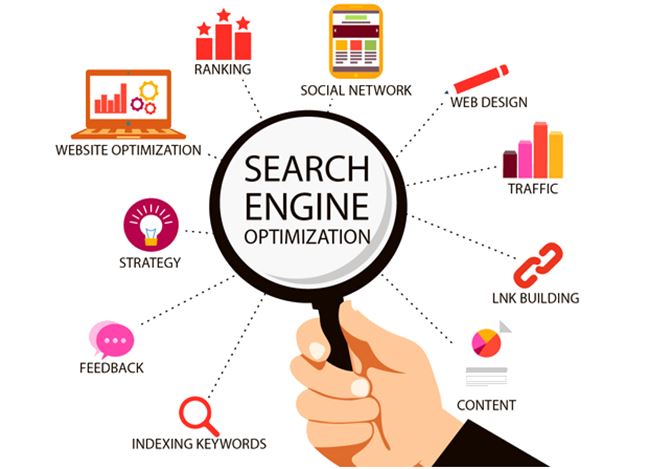 RANKING
SOCIAL NETWORK
WEB DESIGN
WEBSITE OPTIMIZATION
SEARCH
ENGINE
OPTIMIZATION
TRAFFIC
STRATEGY
LNK BUILDING
FEEDBACK
CONTENT
INDEXING KEYWORDS